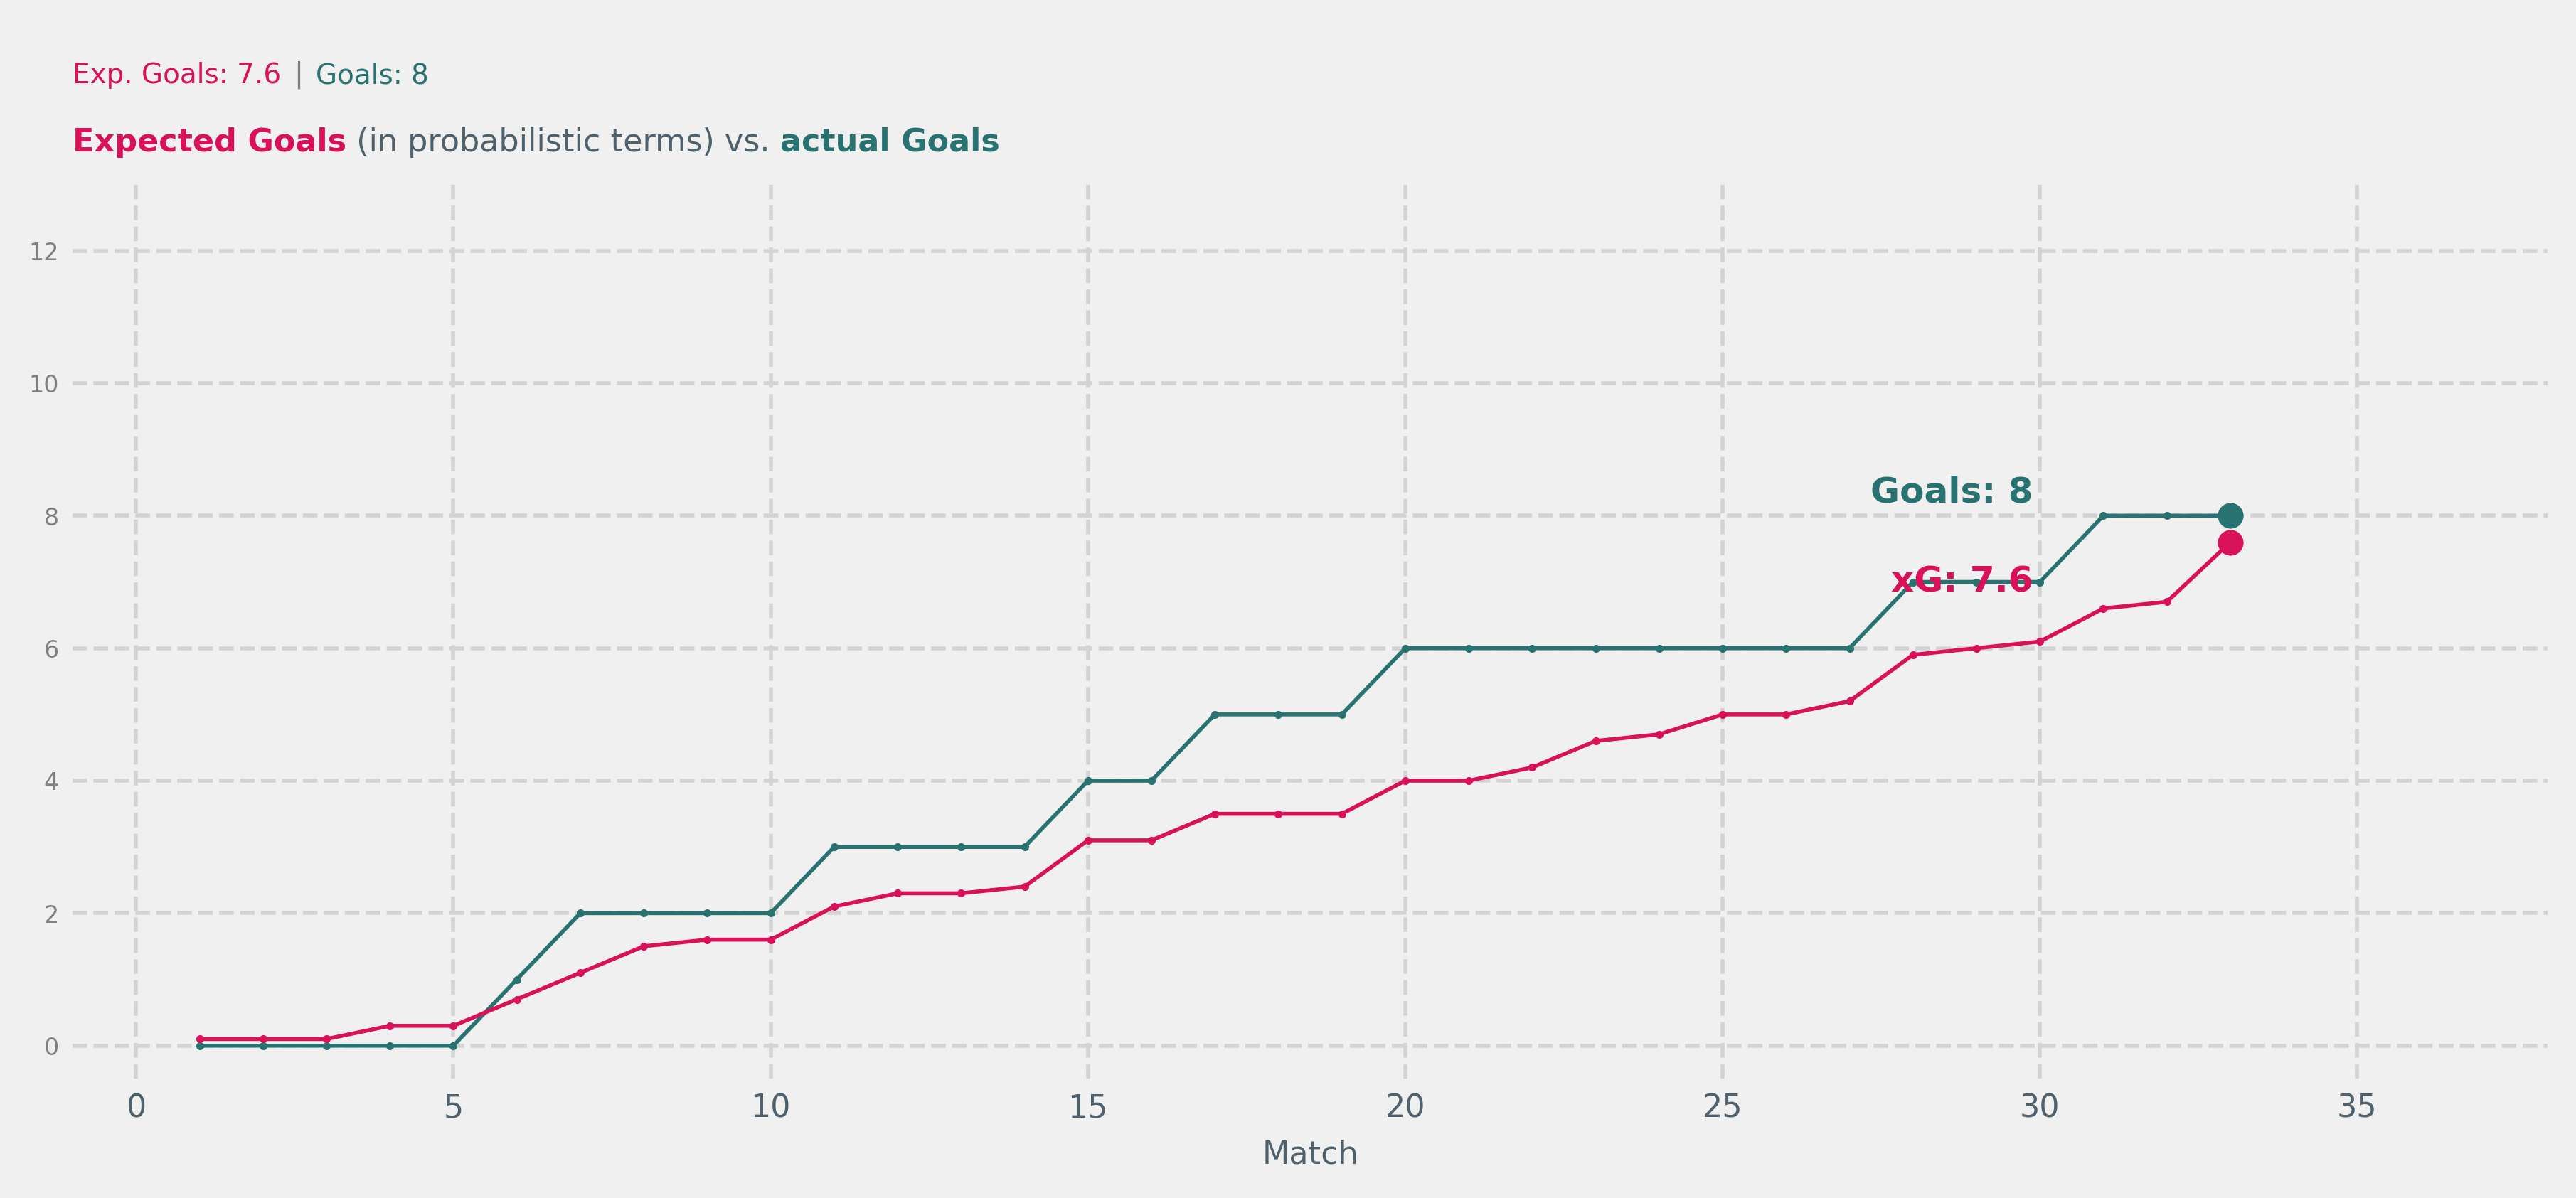 Exp. Goals: 7.6 | Goals: 8
Expected Goals (in probabilistic terms) vs. actual Goals
12
10
8
6
4
2
0
Goals: 8
xG: 7.6
0 5 10 15 20 25 30 35
Match